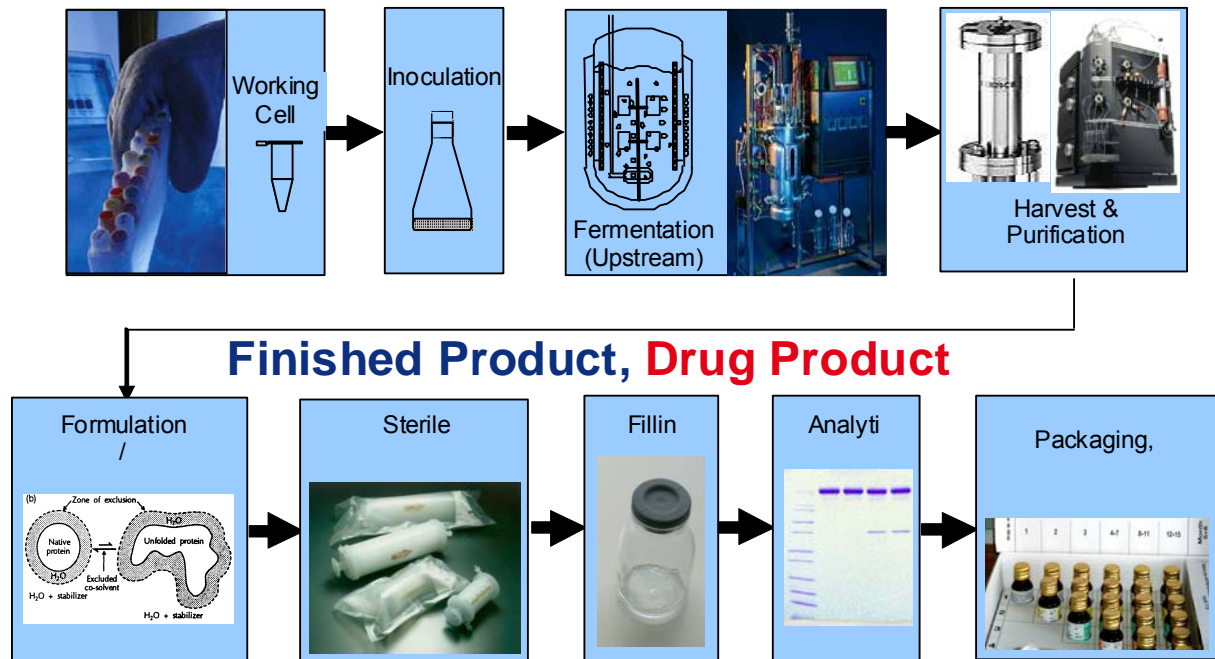 Working
Cell
Inoculation
Fermentation
(Upstream)
Harvest &
Purification
Finished Product, Drug Product
Formulation
/
(b)
Zone of exclusion
H₂O
Native
protein
H₂O
Unfolded protein
Excluded
co-solvent
H₂O + stabilizer
H₂O + stabilizer
Sterile
Fillin
Analyti
Packaging,
1
2
3
4-7
8-11
12-15